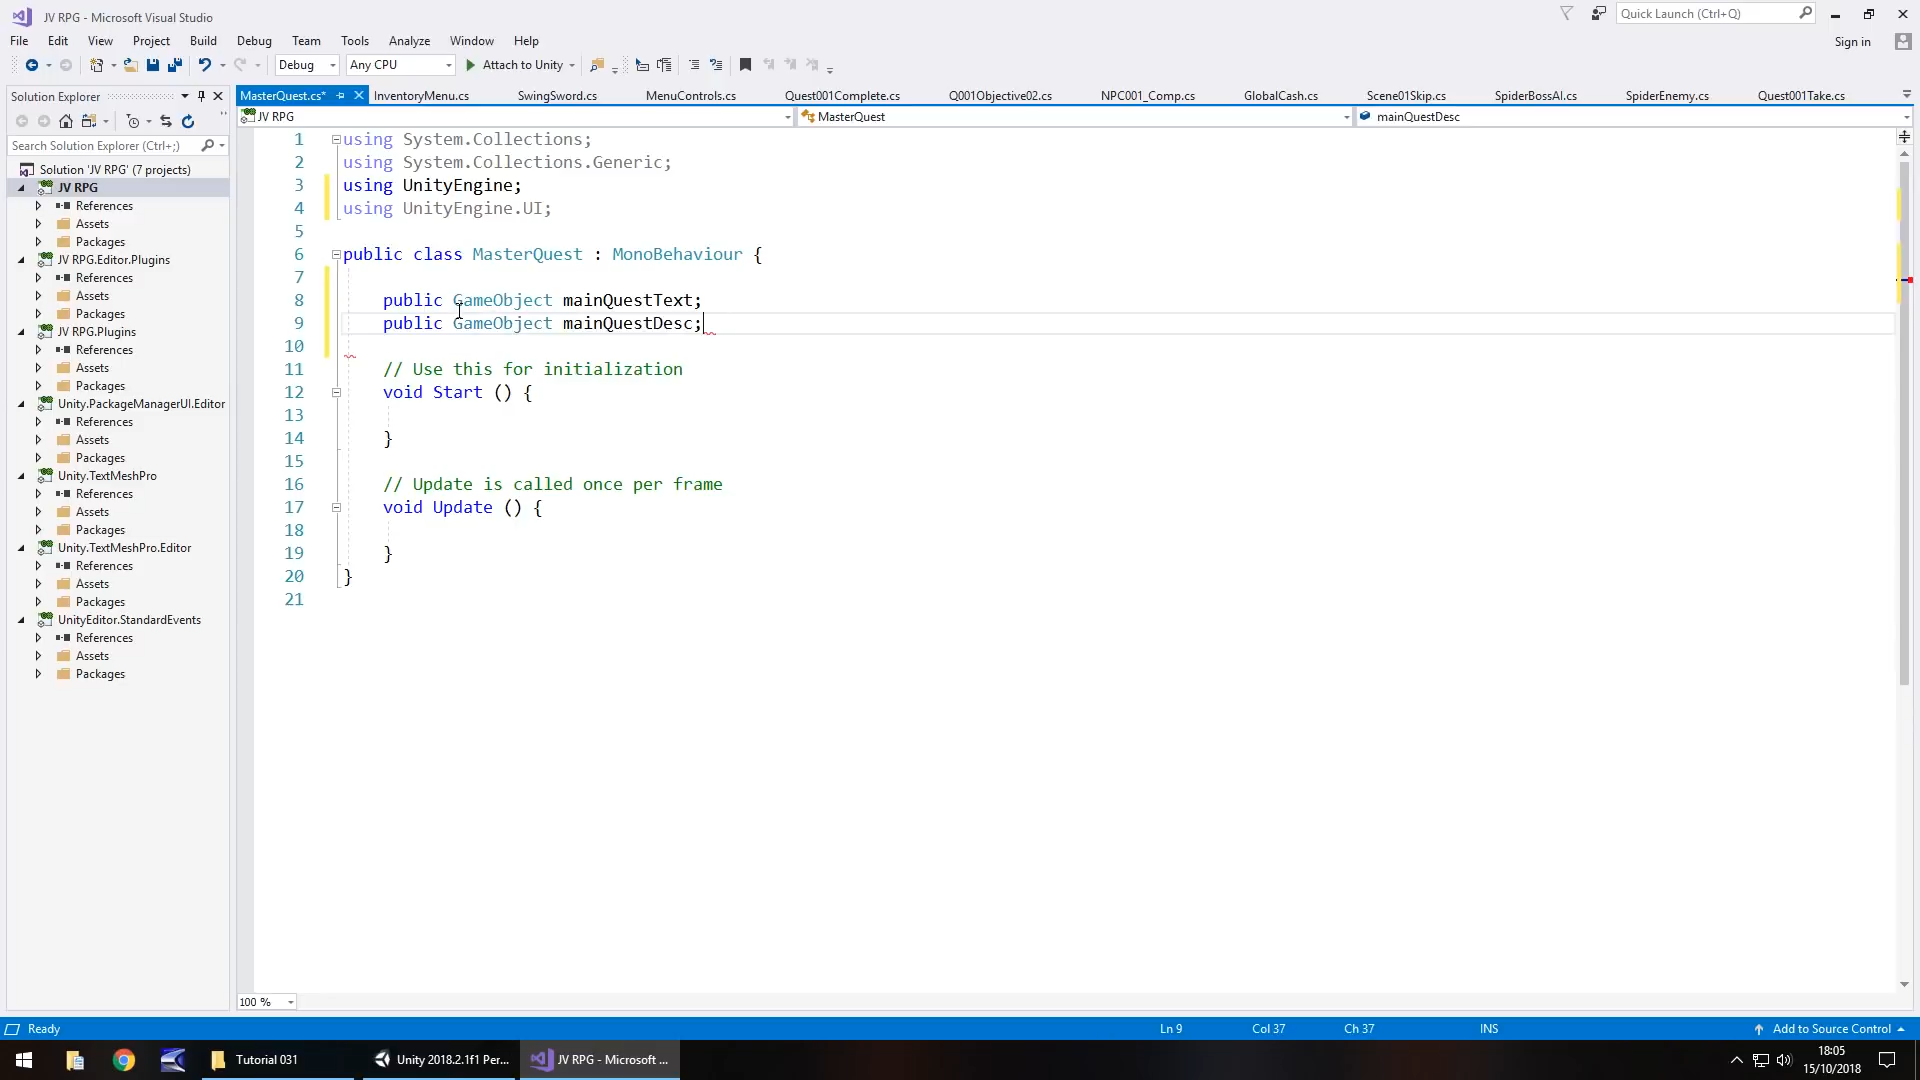 JV RPG - Microsoft Visual Studio
Quick Launch (Ctrl+Q)
File Edit View Project Build Debug Team Tools Analyze Window Help
Sign in
Debug Any CPU Attach to Unity
Solution Explorer
MasterQuest.cs* InventoryMenu.cs SwingSword.cs MenuControls.cs Quest001Complete.cs Q001Objective02.cs NPC001_Comp.cs GlobalCash.cs Scene01Skip.cs SpiderBossAI.cs SpiderEnemy.cs Quest001Take.cs
JV RPG MasterQuest mainQuestDesc
Search Solution Explorer (Ctrl+;)
Solution 'JV RPG' (7 projects)
JV RPG
References
Assets
Packages
JV RPG.Editor.Plugins
References
Assets
Packages
JV RPG.Plugins
References
Assets
Packages
Unity.PackageManagerUI.Editor
References
Assets
Packages
Unity.TextMeshPro
References
Assets
Packages
Unity.TextMeshPro.Editor
References
Assets
Packages
UnityEditor.StandardEvents
References
Assets
Packages
1 using System.Collections;
2 using System.Collections.Generic;
3 using UnityEngine;
4 using UnityEngine.UI;
5
6 public class MasterQuest : MonoBehaviour {
7
8 public GameObject mainQuestText;
9 public GameObject mainQuestDesc;
10
11 // Use this for initialization
12 void Start () {
13
14 }
15
16 // Update is called once per frame
17 void Update () {
18
19 }
20 }
21
100 %
Ready Ln 9 Col 37 Ch 37 INS Add to Source Control
Tutorial 031 Unity 2018.2.1f1 Per... JV RPG - Microsoft ...
18:05
15/10/2018